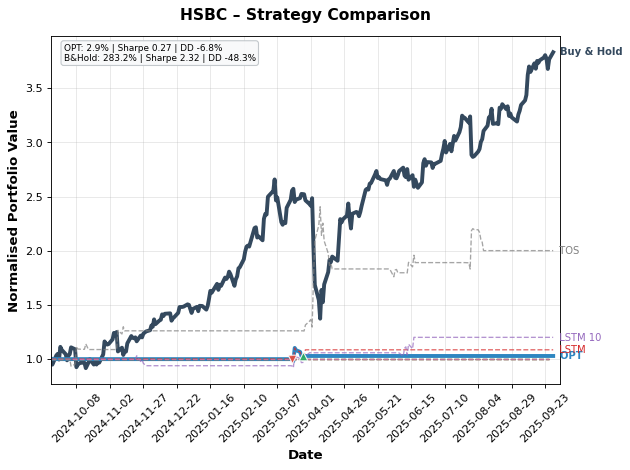 HSBC – Strategy Comparison
OPT: 2.9% | Sharpe 0.27 | DD -6.8%
B&Hold: 283.2% | Sharpe 2.32 | DD -48.3%
Buy & Hold
TOS
LSTM 10
LSTM
OPT
Normalised Portfolio Value
3.5
3.0
2.5
2.0
1.5
1.0
2024-10-08
2024-11-02
2024-11-27
2024-12-22
2025-01-16
2025-02-10
2025-03-07
2025-04-01
2025-04-26
2025-05-21
2025-06-15
2025-07-10
2025-08-04
2025-08-29
2025-09-23
Date